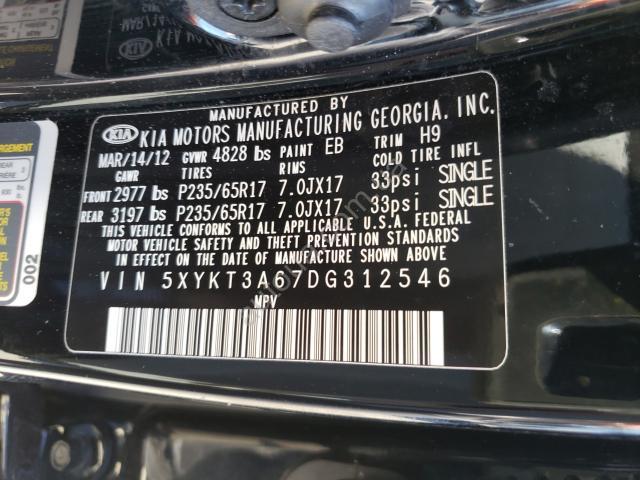 MANUFACTURED BY
KIA KIA MOTORS MANUFACTURING GEORGIA, INC.
MAR/14/12 GVWR 4828 lbs PAINT EB TRIM H9
GAWR TIRES RIMS COLD TIRE INFL
FRONT 2977 lbs P235/65R17 7.0JX17 33psi SINGLE
REAR 3197 lbs P235/65R17 7.0JX17 33psi SINGLE
THIS VEHICLE CONFORMS TO ALL APPLICABLE U.S.A. FEDERAL
MOTOR VEHICLE SAFETY AND THEFT PREVENTION STANDARDS
IN EFFECT ON THE DATE OF MANUFACTURE SHOWN ABOVE.
VIN 5XYKT3A67DG312546
MPV
002